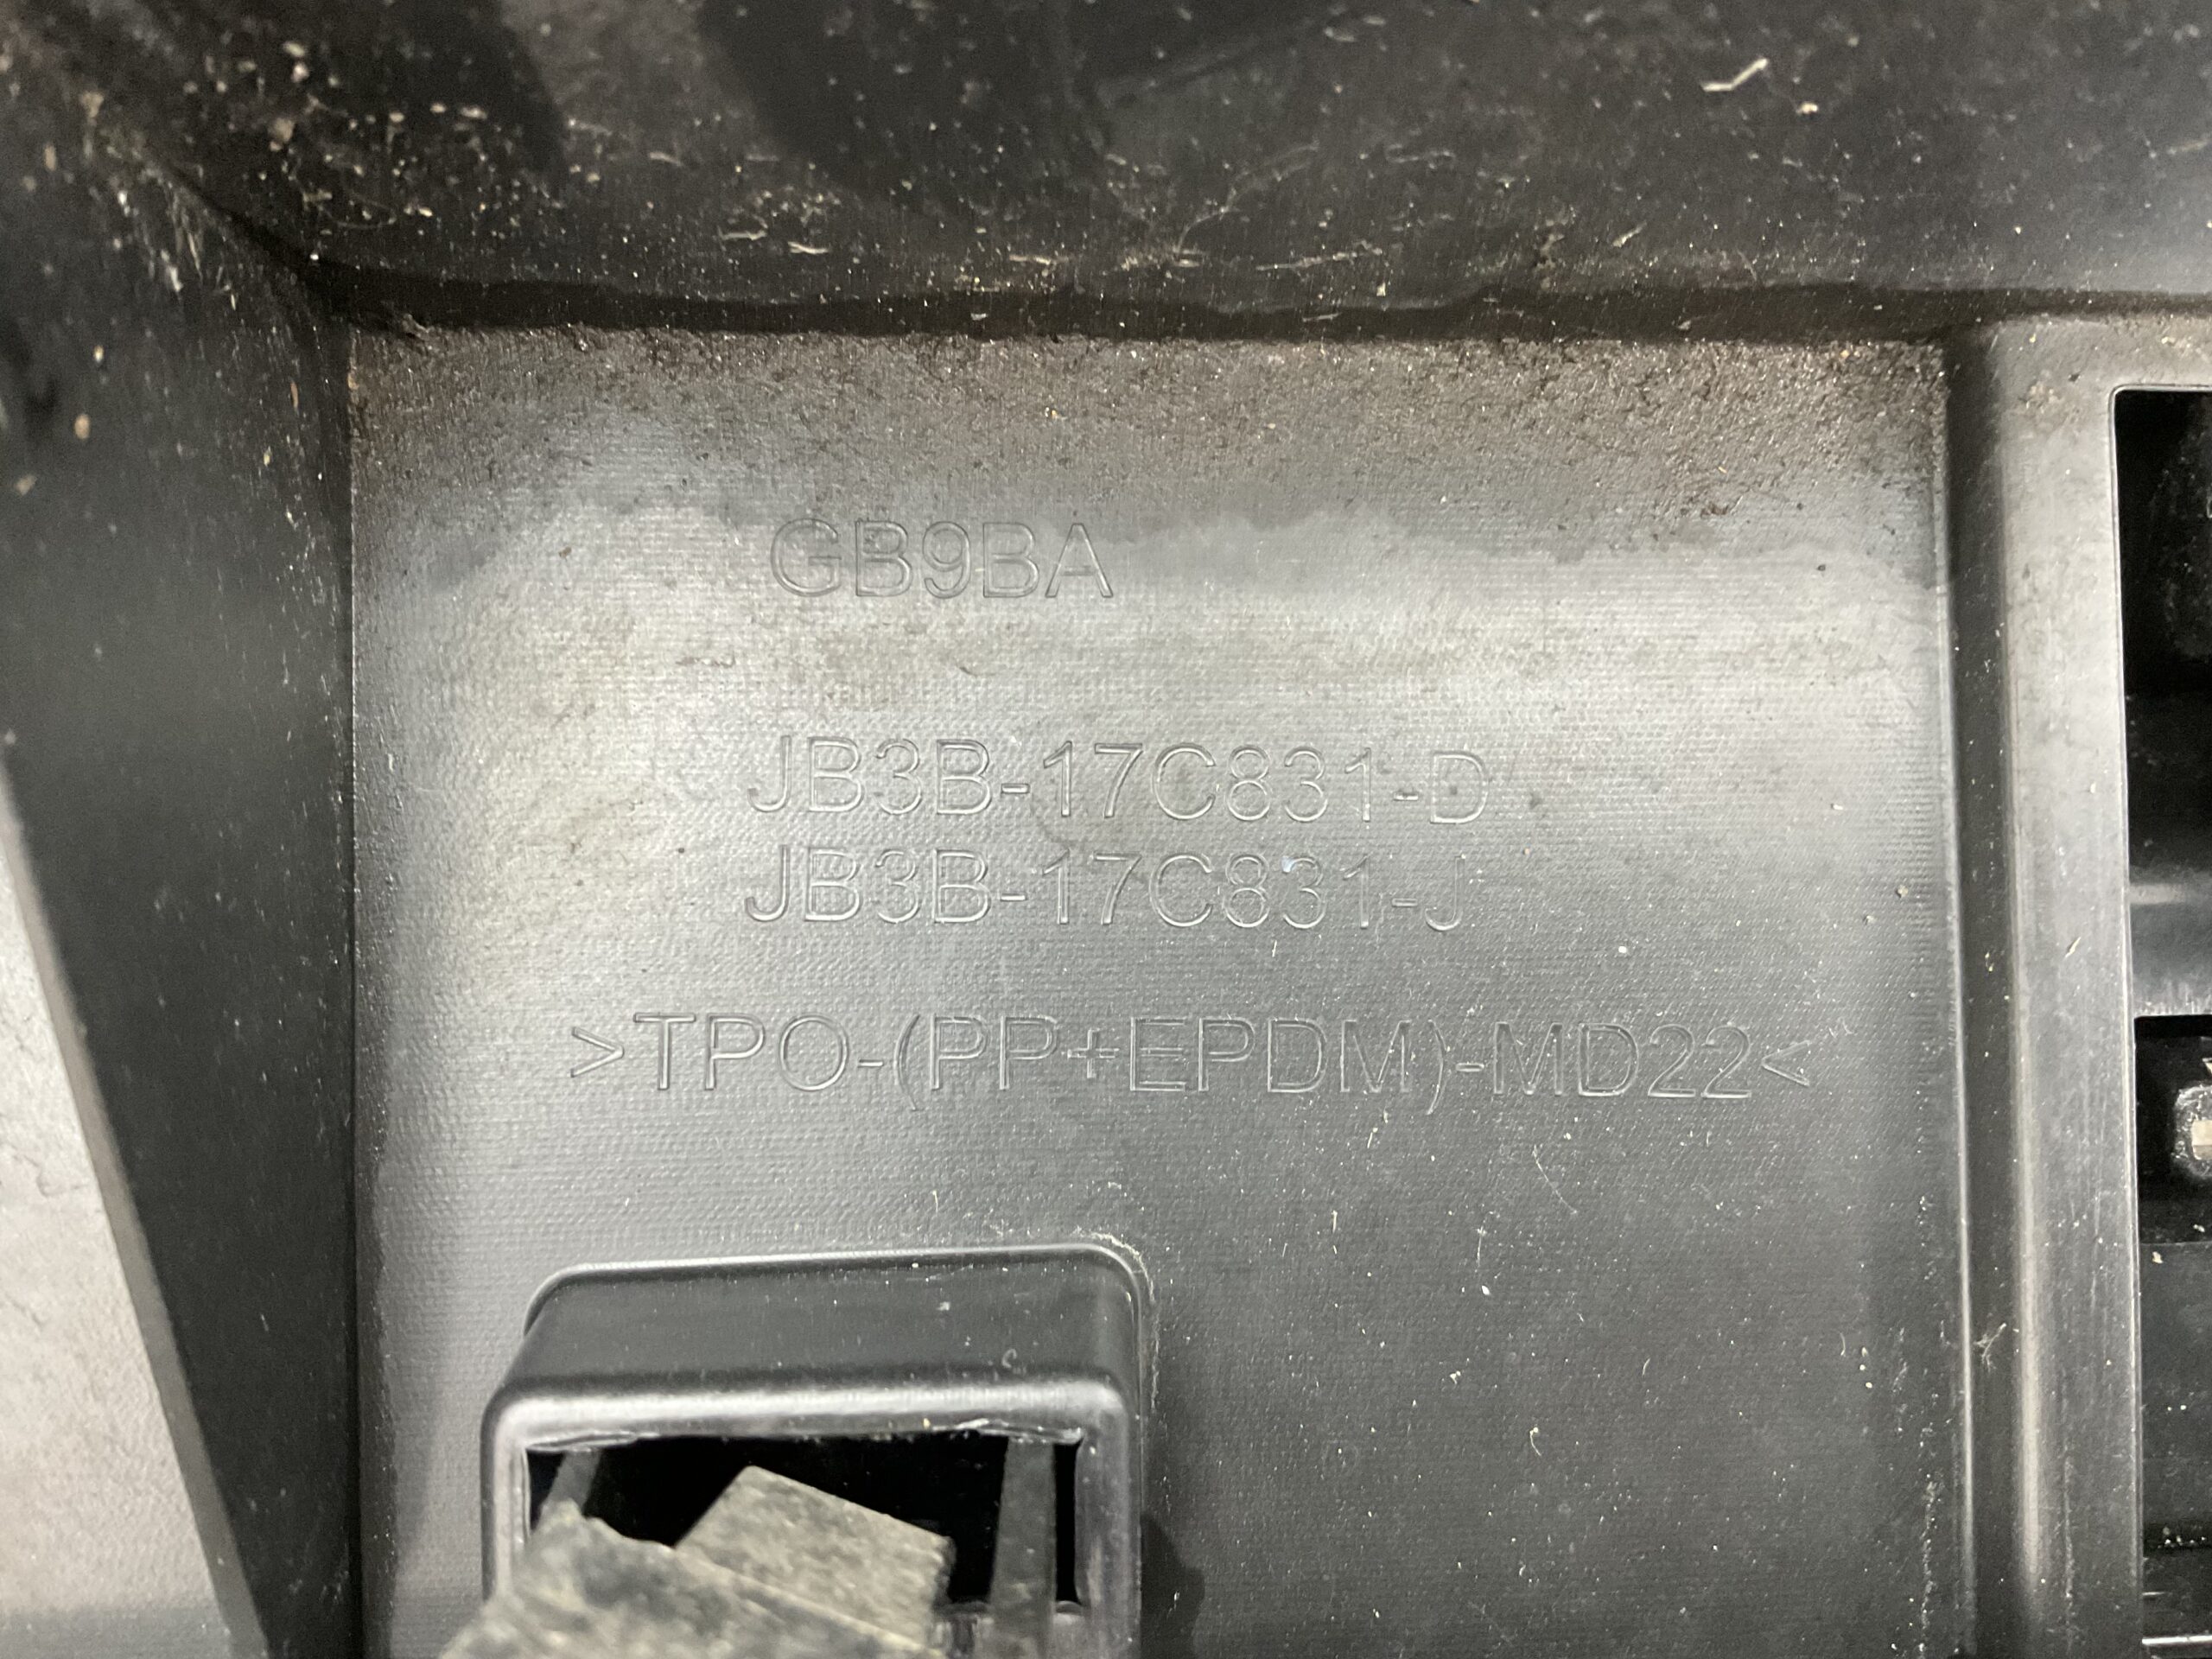 GB9BA
JB3B-17C831-D
JB3B-17C831-J
>TPO-(PP+EPDM)-MD22<